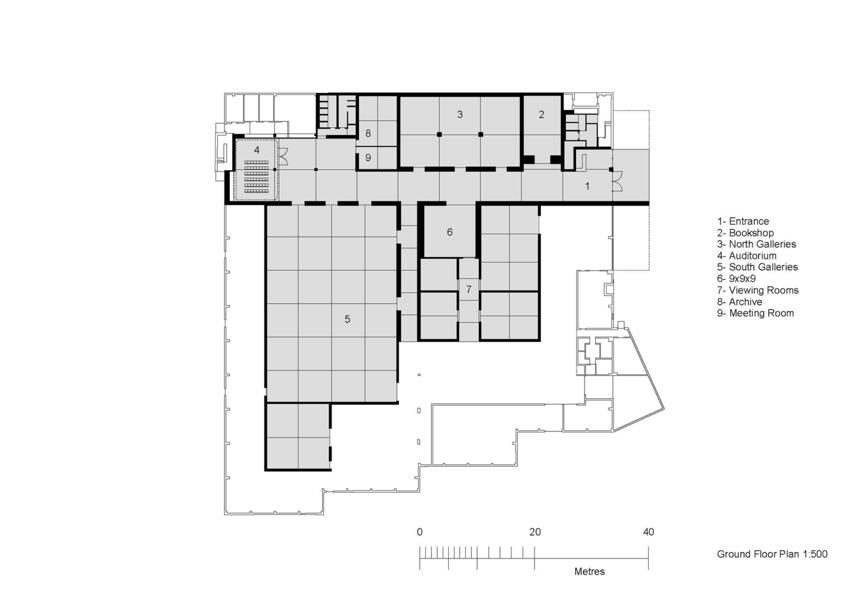 3
2
8
4
9
1
6
7
5
1- Entrance
2- Bookshop
3- North Galleries
4- Auditorium
5- South Galleries
6- 9x9x9
7- Viewing Rooms
8- Archive
9- Meeting Room
0 20 40
Metres
Ground Floor Plan 1:500